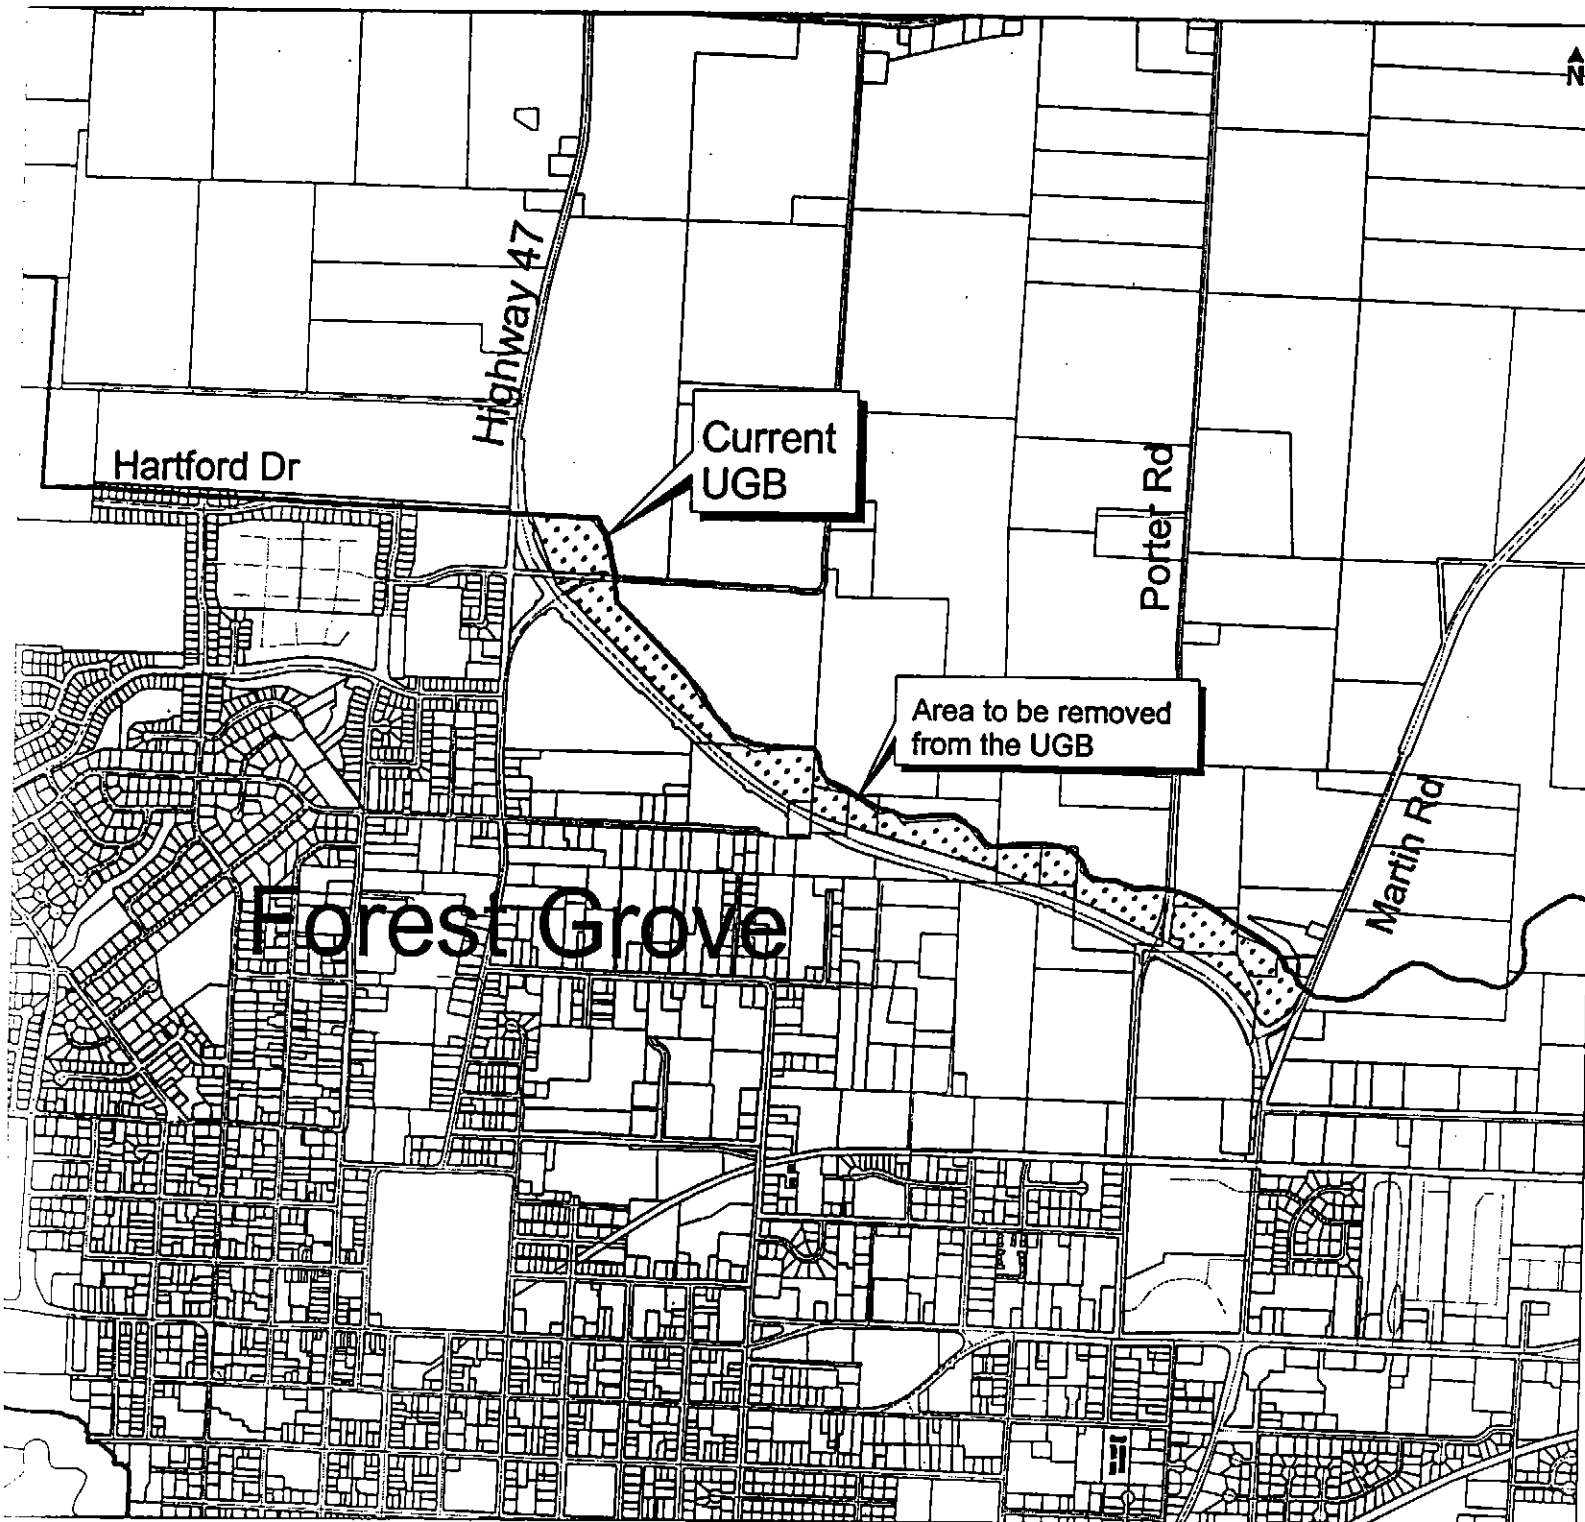 N
Highway 47
Current
UGB
Hartford Dr
Porter Rd
Area to be removed
from the UGB
Martin Rd
Forest Grove